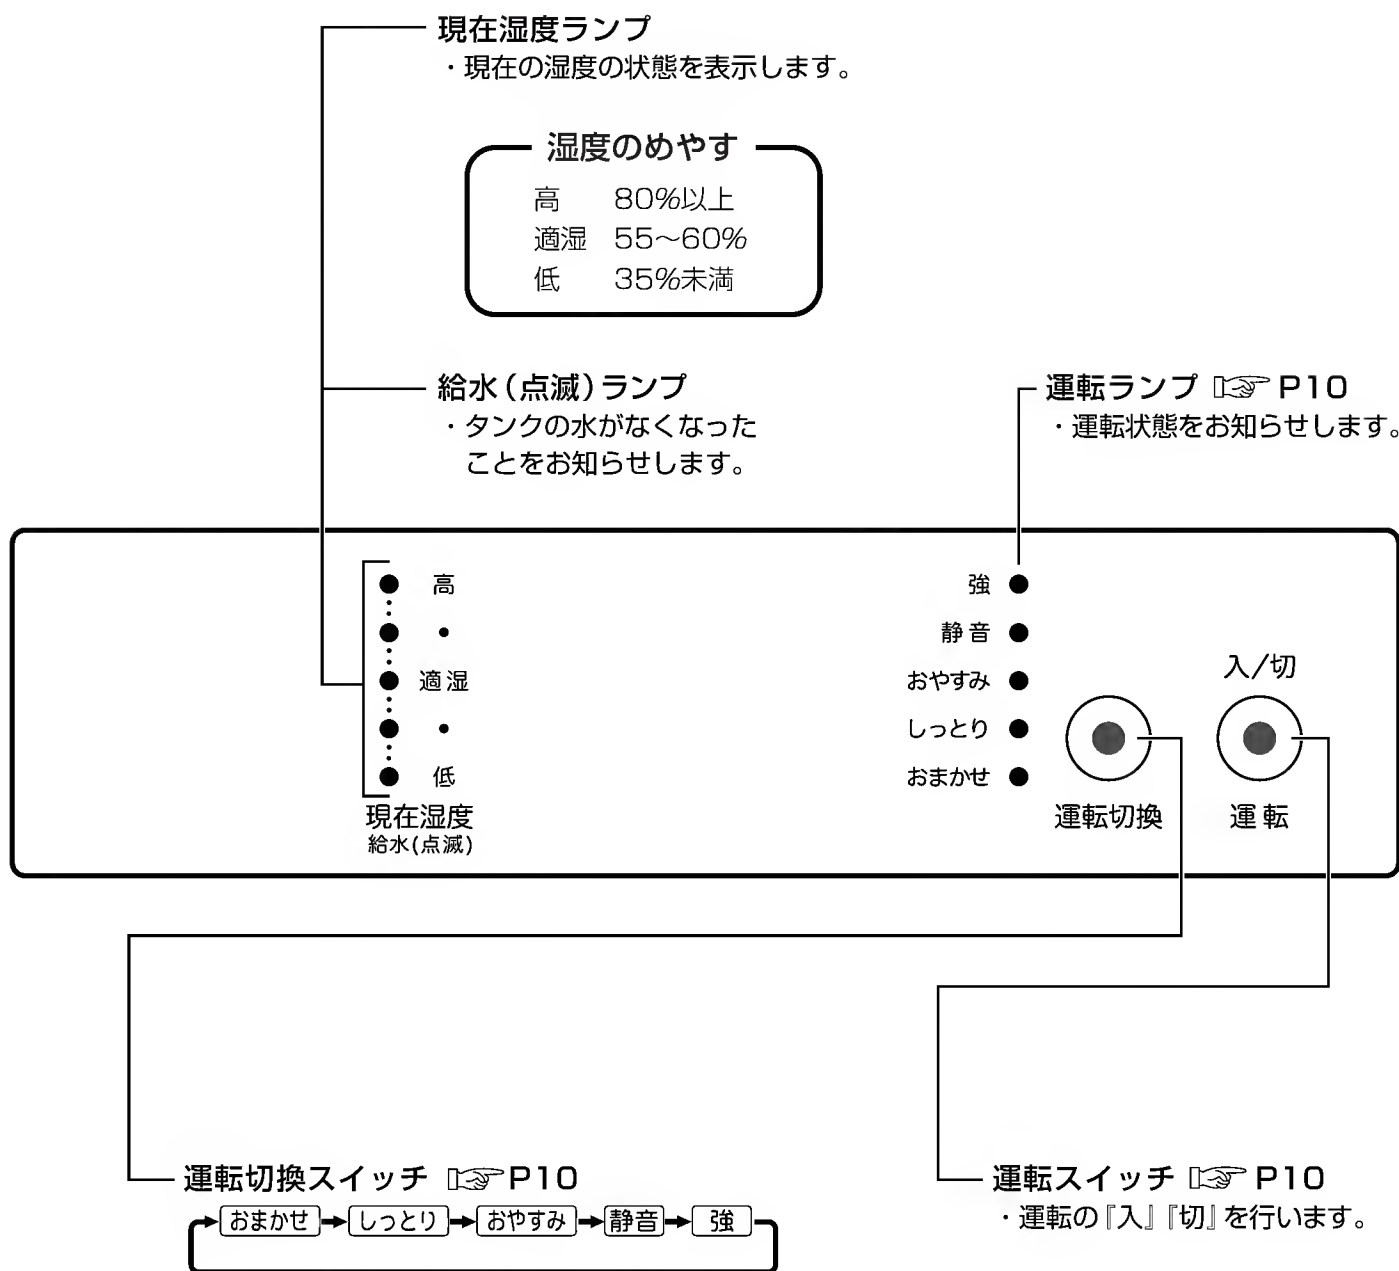 現在湿度ランプ
・現在の湿度の状態を表示します。
湿度のめやす
高 80%以上
適湿 55〜60%
低 35%未満
給水(点滅)ランプ
・タンクの水がなくなった
ことをお知らせします。
運転ランプ ☞ P10
・運転状態をお知らせします。
高
・
適湿
・
低
現在湿度
給水(点滅)
強
静音
おやすみ
しっとり
おまかせ
運転切換
入/切
運転
運転切換スイッチ ☞ P10
おまかせ→しっとり→おやすみ→静音→強
運転スイッチ ☞ P10
・運転の『入』『切』を行います。